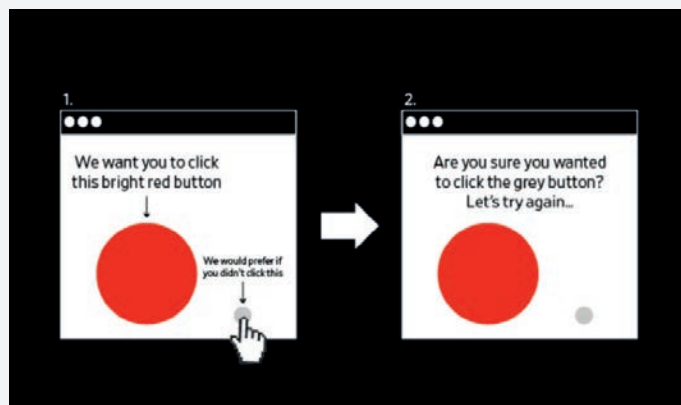 1.
We want you to click
this bright red button
We would prefer if
you didn't click this
2.
Are you sure you wanted
to click the grey button?
Let's try again...